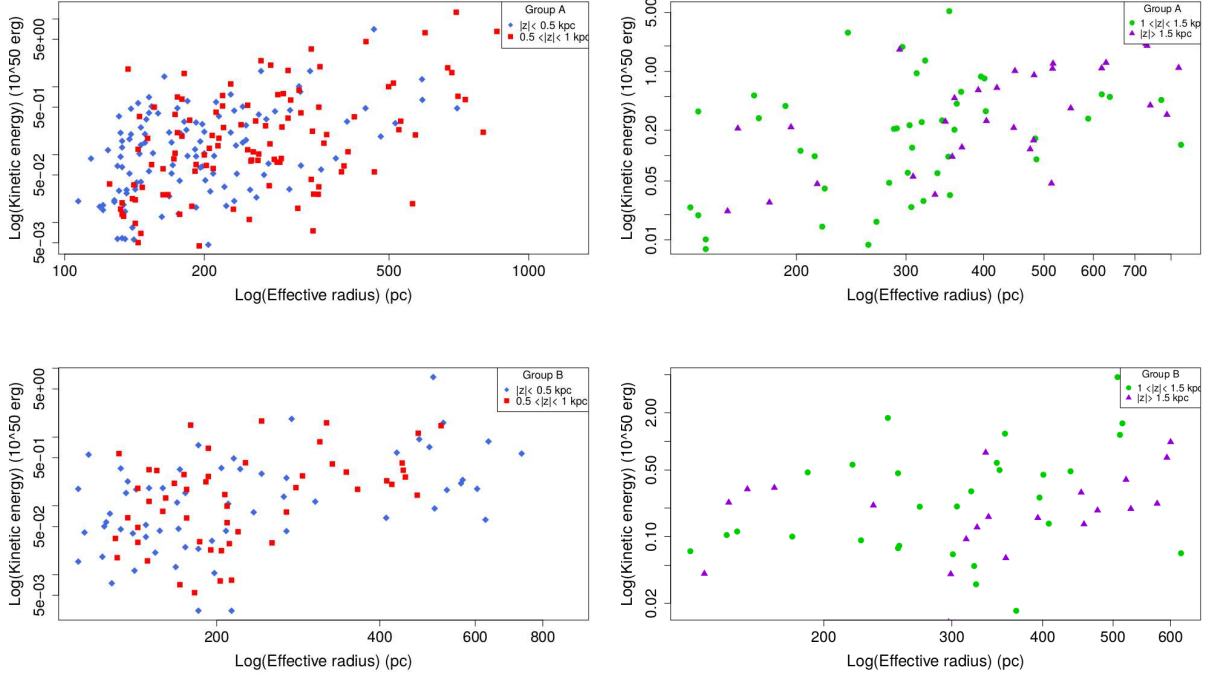 Group A
|z|< 0.5 kpc
0.5 <|z|< 1 kpc
5e+00
5e-01
5e-02
5e-03
Log(Kinetic energy) (10^50 erg)
100
200
500
1000
Log(Effective radius) (pc)
Group A
1 <|z|< 1.5 kpc
|z|> 1.5 kpc
5.00
1.00
0.20
0.05
0.01
Log(Kinetic energy) (10^50 erg)
200
300
400
500
600
700
Log(Effective radius) (pc)
Group B
|z|< 0.5 kpc
0.5 <|z|< 1 kpc
5e+00
5e-01
5e-02
5e-03
Log(Kinetic energy) (10^50 erg)
200
400
600
800
Log(Effective radius) (pc)
Group B
1 <|z|< 1.5 kpc
|z|> 1.5 kpc
2.00
0.50
0.10
0.02
Log(Kinetic energy) (10^50 erg)
200
300
400
500
600
Log(Effective radius) (pc)